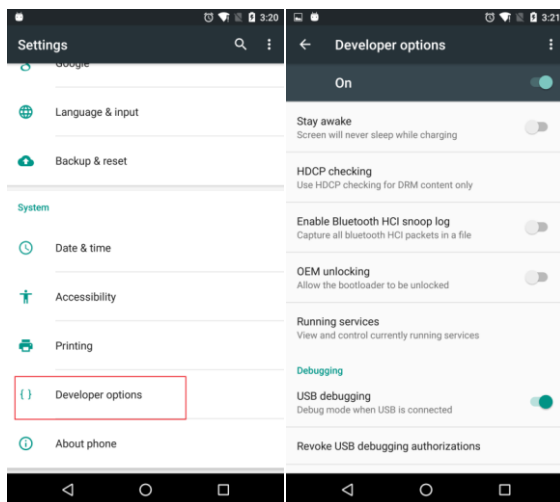 3:20
Settings
Google
Language & input
Backup & reset
System
Date & time
Accessibility
Printing
{ } Developer options
About phone
3:21
Developer options
On
Stay awake
Screen will never sleep while charging
HDCP checking
Use HDCP checking for DRM content only
Enable Bluetooth HCI snoop log
Capture all bluetooth HCI packets in a file
OEM unlocking
Allow the bootloader to be unlocked
Running services
View and control currently running services
Debugging
USB debugging
Debug mode when USB is connected
Revoke USB debugging authorizations